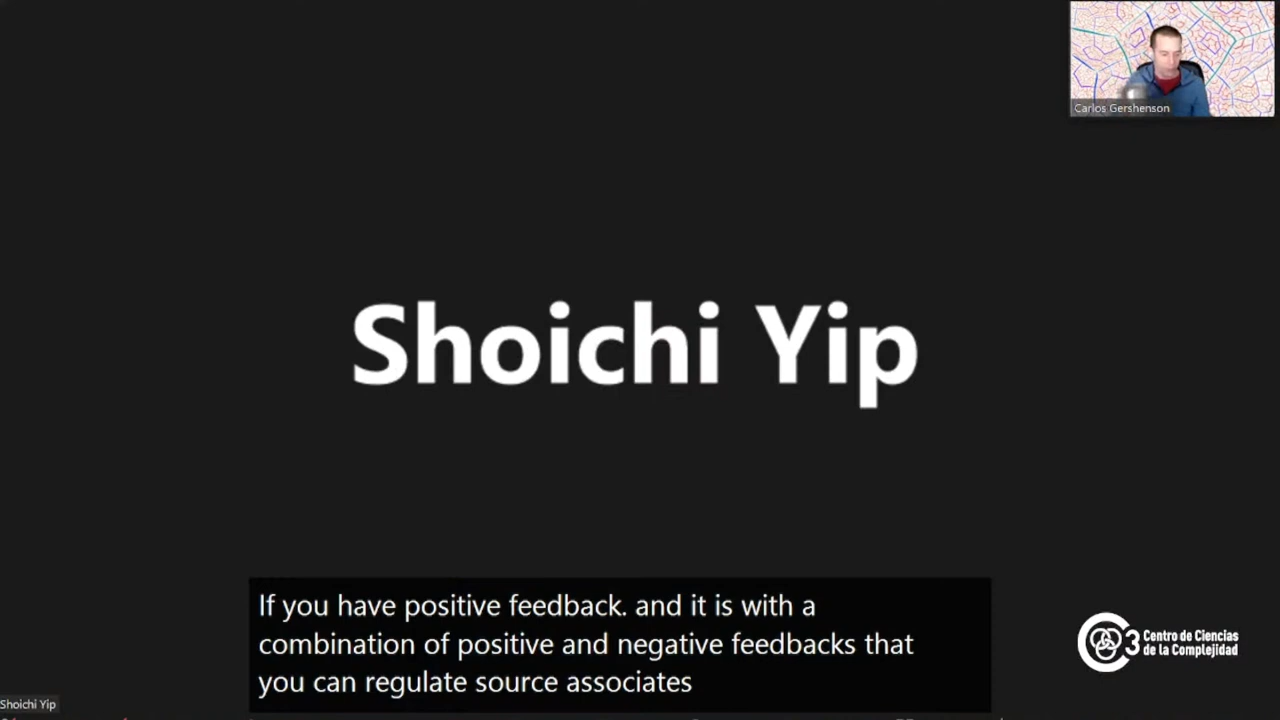 Carlos Gershenson
Shoichi Yip
If you have positive feedback. and it is with a
combination of positive and negative feedbacks that
you can regulate source associates
3 Centro de Ciencias
de la Complejidad
Shoichi Yip